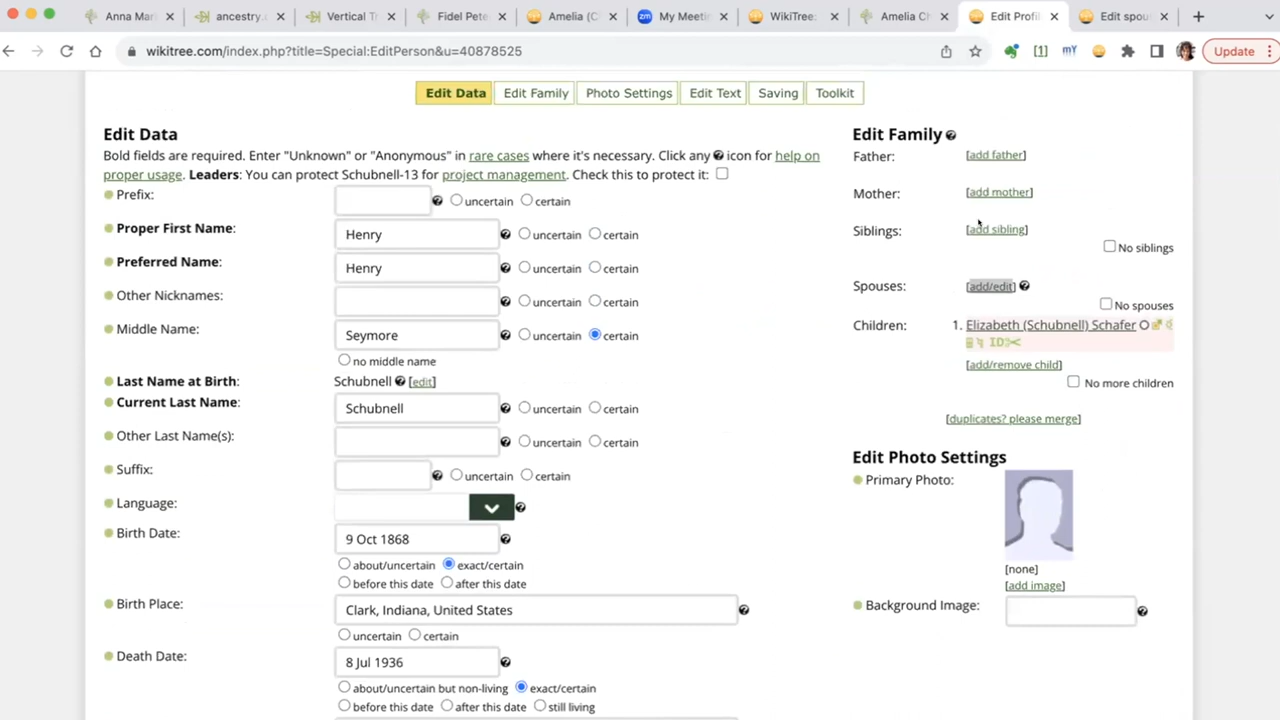 Anna Mar
ancestry.
Vertical T
Fidel Pete
Amelia (C
My Meeti
WikiTree:
Amelia C
Edit Profil
Edit spou
wikitree.com/index.php?title=Special:EditPerson&u=40878525
[1]
mY
Update
Edit Data
Edit Family
Photo Settings
Edit Text
Saving
Toolkit
Edit Data
Bold fields are required. Enter "Unknown" or "Anonymous" in rare cases where it's necessary. Click any ? icon for help on
proper usage. Leaders: You can protect Schubnell-13 for project management. Check this to protect it:
Prefix:
uncertain certain
Proper First Name:
Henry
uncertain certain
Preferred Name:
Henry
uncertain certain
Other Nicknames:
uncertain certain
Middle Name:
Seymore
uncertain certain
no middle name
Last Name at Birth:
Schubnell [edit]
Current Last Name:
Schubnell
uncertain certain
Other Last Name(s):
uncertain certain
Suffix:
uncertain certain
Language:
Birth Date:
9 Oct 1868
about/uncertain exact/certain
before this date after this date
Birth Place:
Clark, Indiana, United States
uncertain certain
Death Date:
8 Jul 1936
about/uncertain but non-living exact/certain
before this date after this date still living
Edit Family
Father:
[add father]
Mother:
[add mother]
Siblings:
[add sibling]
No siblings
Spouses:
[add/edit]
No spouses
Children:
1. Elizabeth (Schubnell) Schafer
ID
[add/remove child]
No more children
[duplicates? please merge]
Edit Photo Settings
Primary Photo:
[none]
[add image]
Background Image: